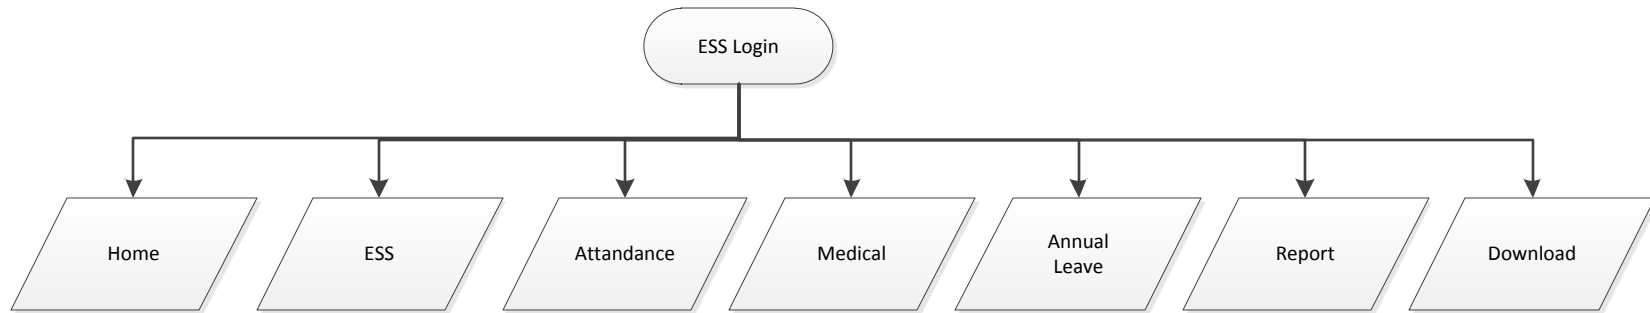 ESS Login
Home
ESS
Attandance
Medical
Annual
Leave
Report
Download